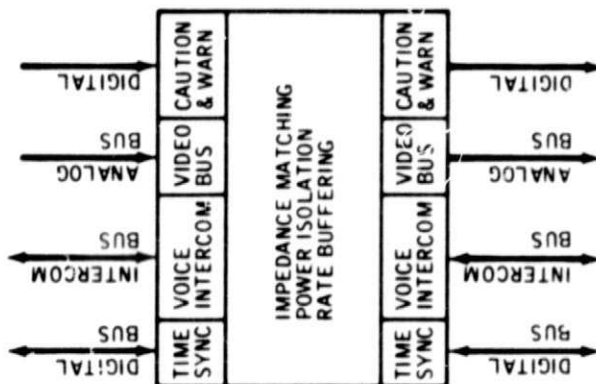 DIGITAL
BUS
ANALOG
BUS
INTERCOM
BUS
DIGITAL
CAUTION
& WARN
VIDEO
BUS
VOICE
INTERCOM
TIME
SYNC
IMPEDANCE MATCHING
POWER ISOLATION
RATE BUFFERING
CAUTION
& WARN
VIDEO
BUS
VOICE
INTERCOM
TIME
SYNC
DIGITAL
BUS
ANALOG
BUS
INTERCOM
BUS
DIGITAL